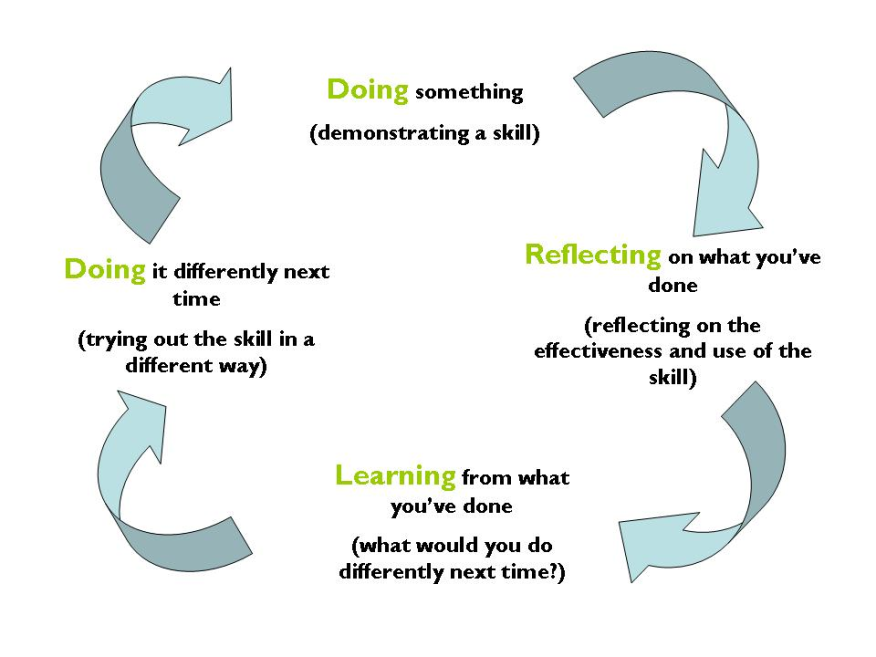 Doing something
(demonstrating a skill)
Reflecting on what you’ve
done
(reflecting on the
effectiveness and use of the
skill)
Learning from what
you’ve done
(what would you do
differently next time?)
Doing it differently next
time
(trying out the skill in a
different way)